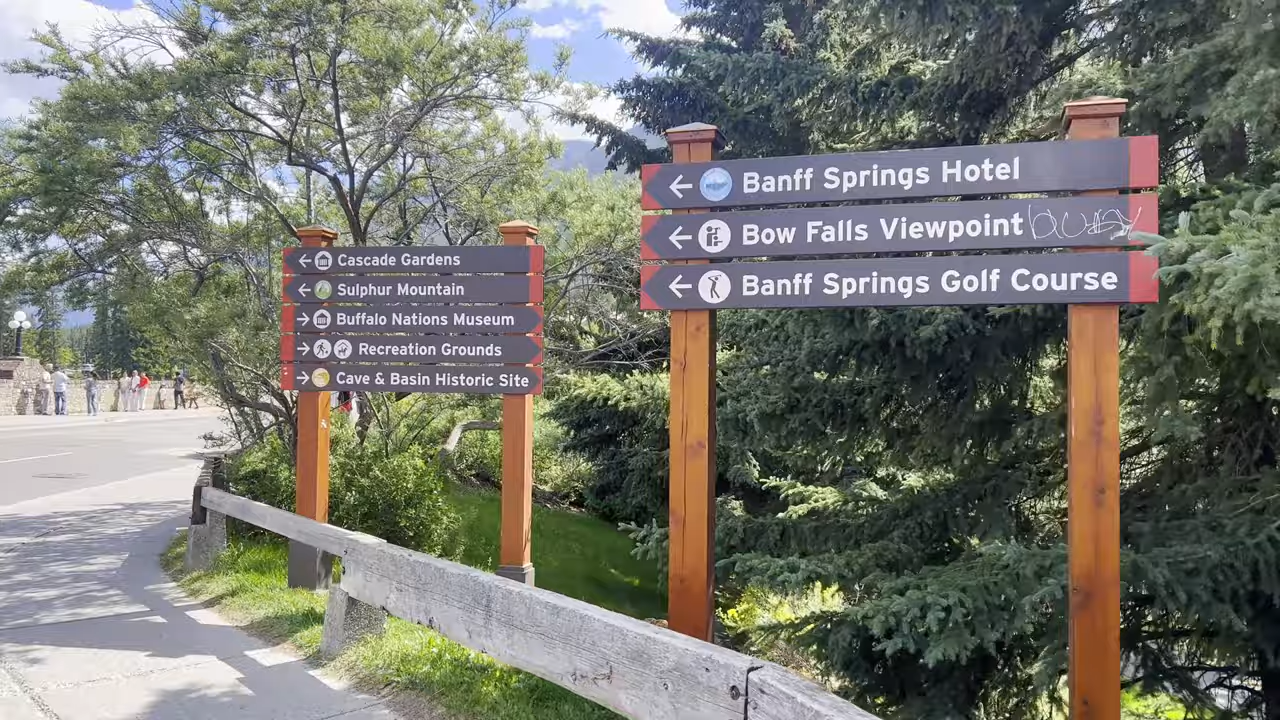 Cascade Gardens
Sulphur Mountain
Buffalo Nations Museum
Recreation Grounds
Cave & Basin Historic Site
Banff Springs Hotel
Bow Falls Viewpoint
Banff Springs Golf Course